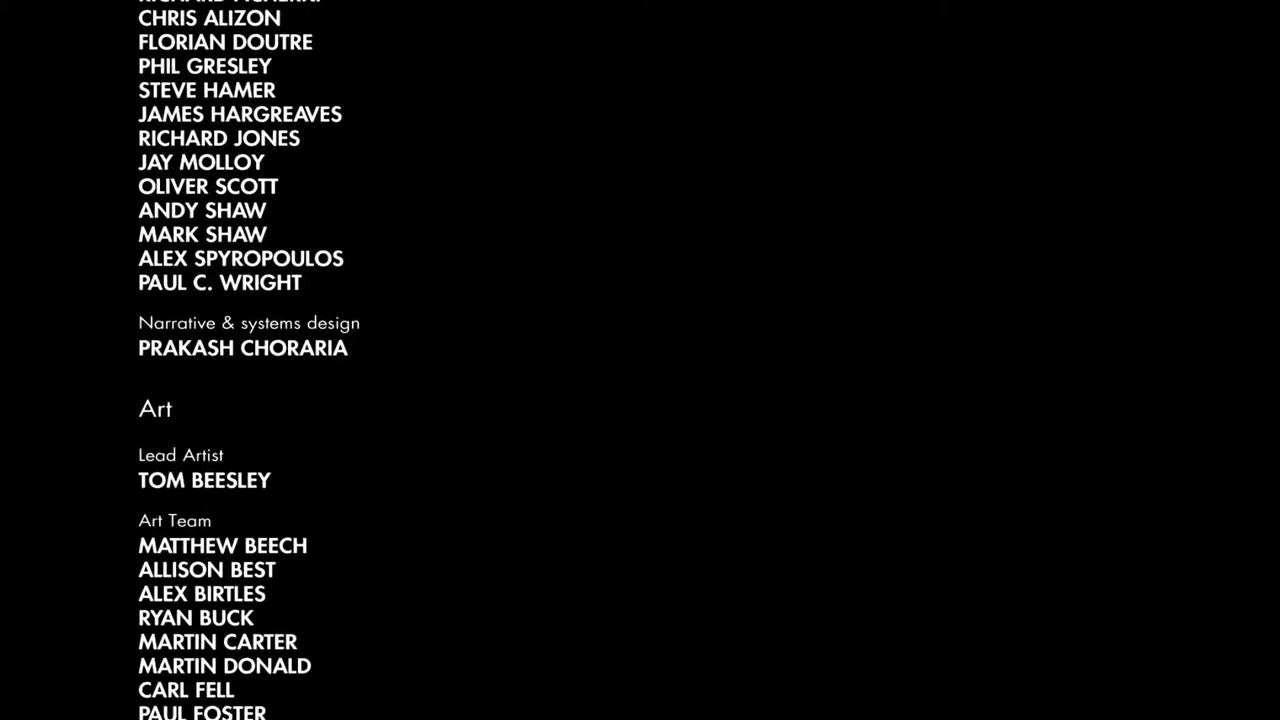 CHRIS ALIZON
FLORIAN DOUTRE
PHIL GRESLEY
STEVE HAMER
JAMES HARGREAVES
RICHARD JONES
JAY MOLLOY
OLIVER SCOTT
ANDY SHAW
MARK SHAW
ALEX SPYROPOULOS
PAUL C. WRIGHT
Narrative & systems design
PRAKASH CHORARIA
Art
Lead Artist
TOM BEESLEY
Art Team
MATTHEW BEECH
ALLISON BEST
ALEX BIRTLES
RYAN BUCK
MARTIN CARTER
MARTIN DONALD
CARL FELL
PAUL FOSTER